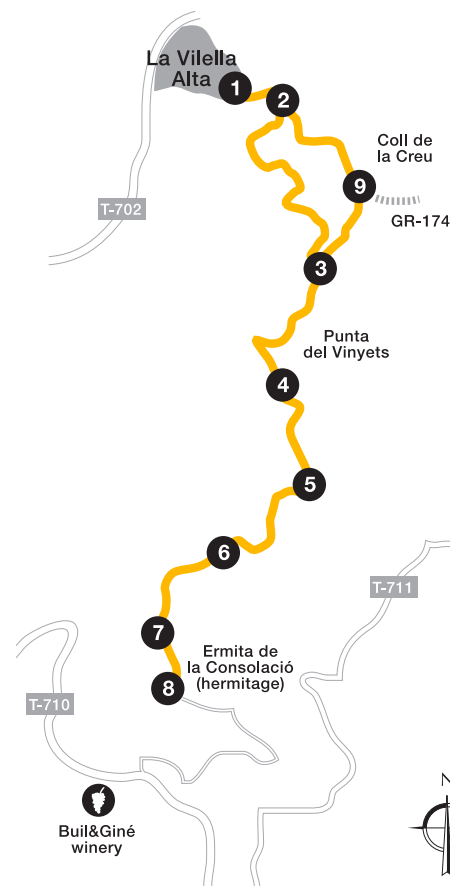 La Vilella
Alta
1
2
Coll de
la Creu
9
T-702
GR-174
3
Punta
del Vinyets
4
5
6
T-711
7
Ermita de
la Consolació
(hermitage)
8
T-710
N
Buil&Giné
winery